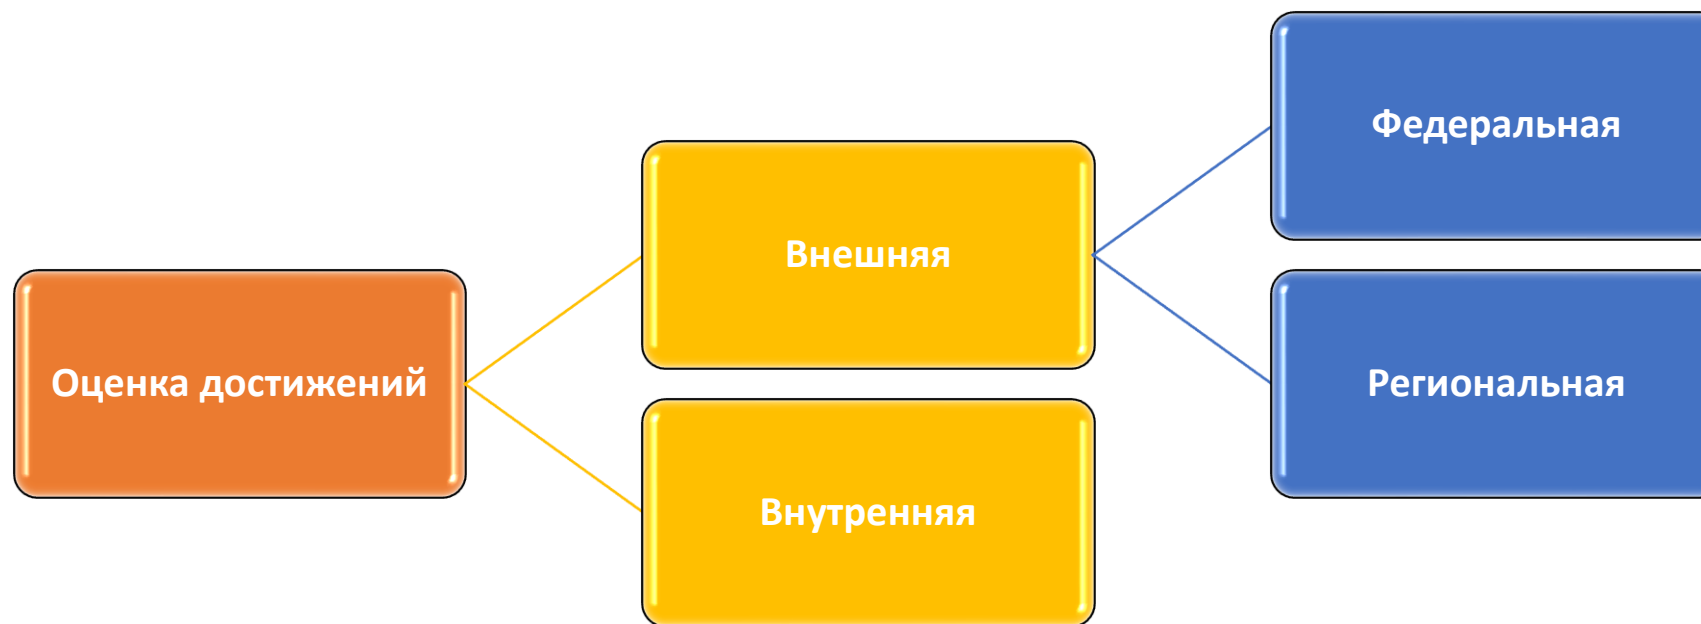 Оценка достижений
Внешняя
Внутренняя
Федеральная
Региональная